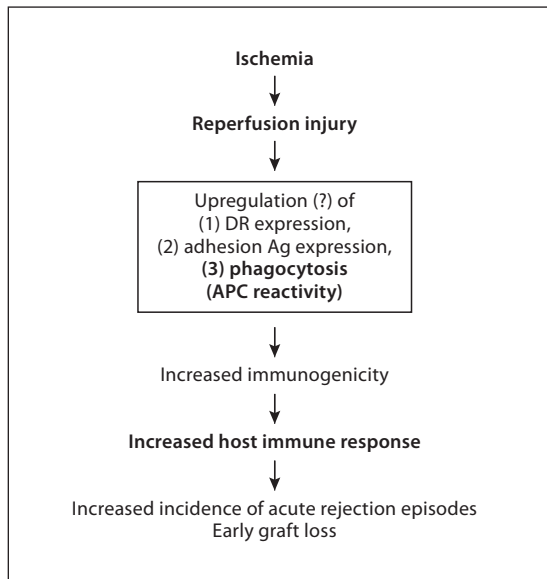 Ischemia
Reperfusion injury
Upregulation (?) of
(1) DR expression,
(2) adhesion Ag expression,
(3) phagocytosis
(APC reactivity)
Increased immunogenicity
Increased host immune response
Increased incidence of acute rejection episodes
Early graft loss